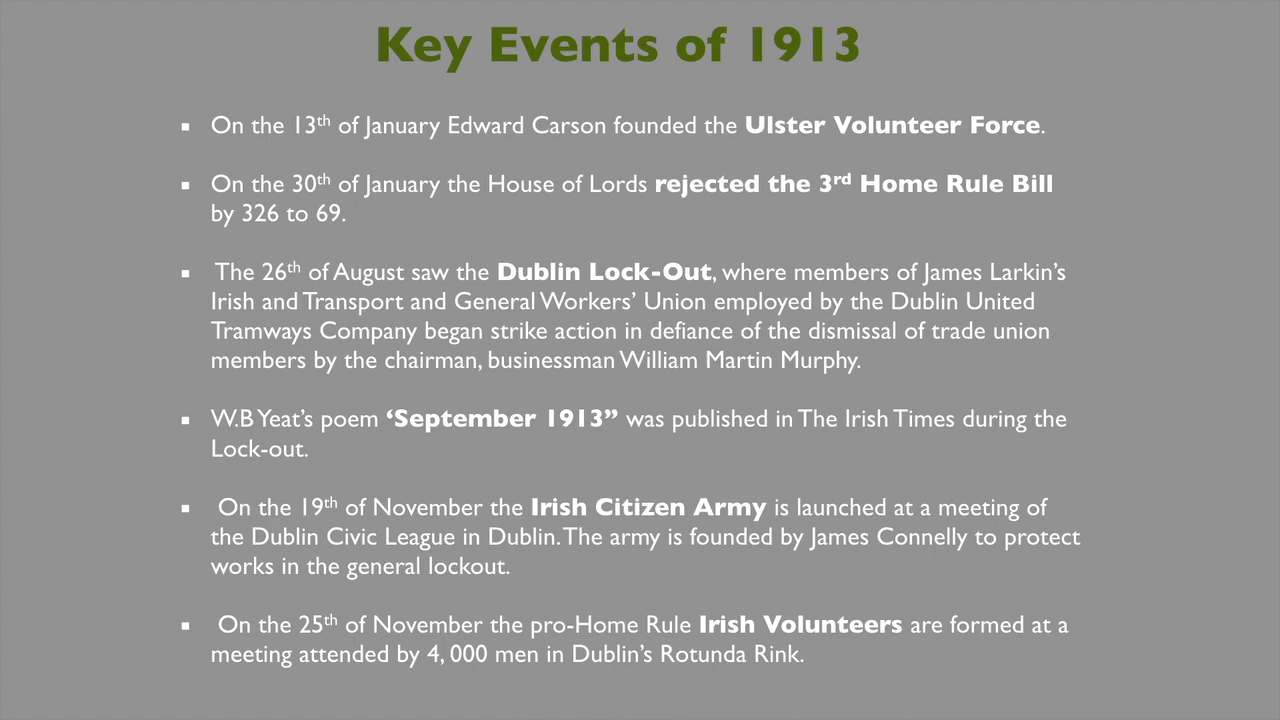 Key Events of 1913
▪ On the 13th of January Edward Carson founded the Ulster Volunteer Force.
▪ On the 30th of January the House of Lords rejected the 3rd Home Rule Bill
by 326 to 69.
▪ The 26th of August saw the Dublin Lock-Out, where members of James Larkin's
Irish and Transport and General Workers' Union employed by the Dublin United
Tramways Company began strike action in defiance of the dismissal of trade union
members by the chairman, businessman William Martin Murphy.
▪ W.B Yeat's poem ‘September 1913” was published in The Irish Times during the
Lock-out.
▪ On the 19th of November the Irish Citizen Army is launched at a meeting of
the Dublin Civic League in Dublin. The army is founded by James Connelly to protect
works in the general lockout.
▪ On the 25th of November the pro-Home Rule Irish Volunteers are formed at a
meeting attended by 4, 000 men in Dublin's Rotunda Rink.